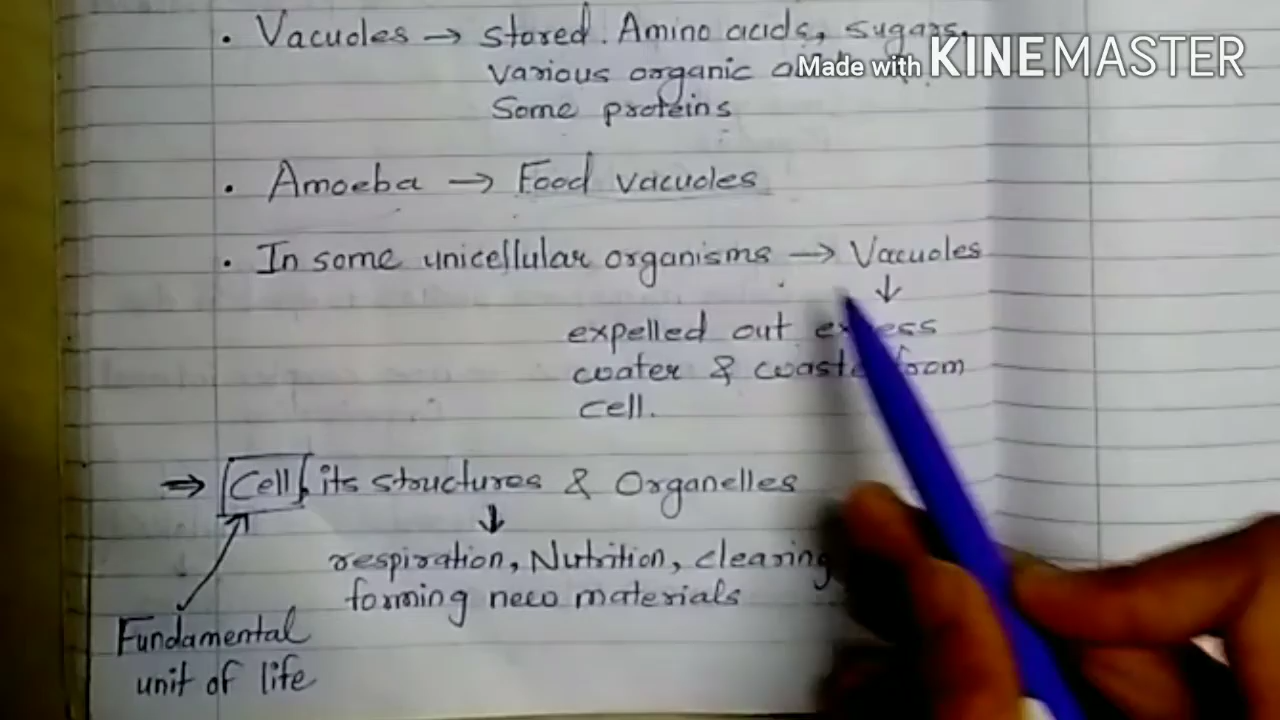 • Vacuoles → stored. Amino acids, sugars,
various organic
Made with KINEMASTER
Some proteins
• Amoeba → Food vacuoles
• In some unicellular organisms → Vacuoles
↓
expelled out
water & waste from
cell.
⇒ Cell, its structures & Organelles
↓
respiration, Nutrition, clearing
forming new materials
Fundamental
unit of life